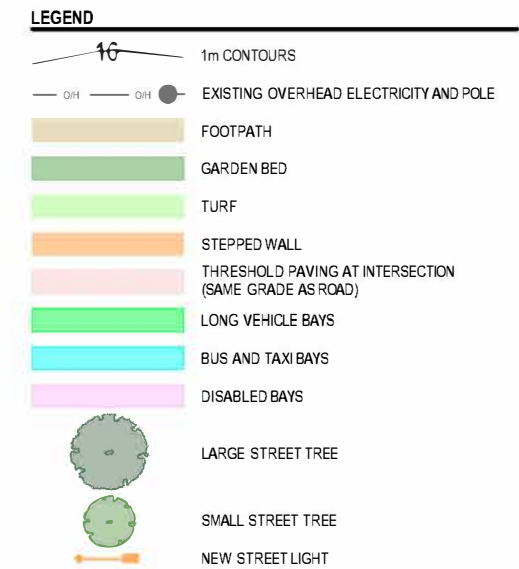 LEGEND
16 1m CONTOURS
O/H O/H EXISTING OVERHEAD ELECTRICITY AND POLE
FOOTPATH
GARDEN BED
TURF
STEPPED WALL
THRESHOLD PAVING AT INTERSECTION
(SAME GRADE AS ROAD)
LONG VEHICLE BAYS
BUS AND TAXI BAYS
DISABLED BAYS
LARGE STREET TREE
SMALL STREET TREE
NEW STREET LIGHT